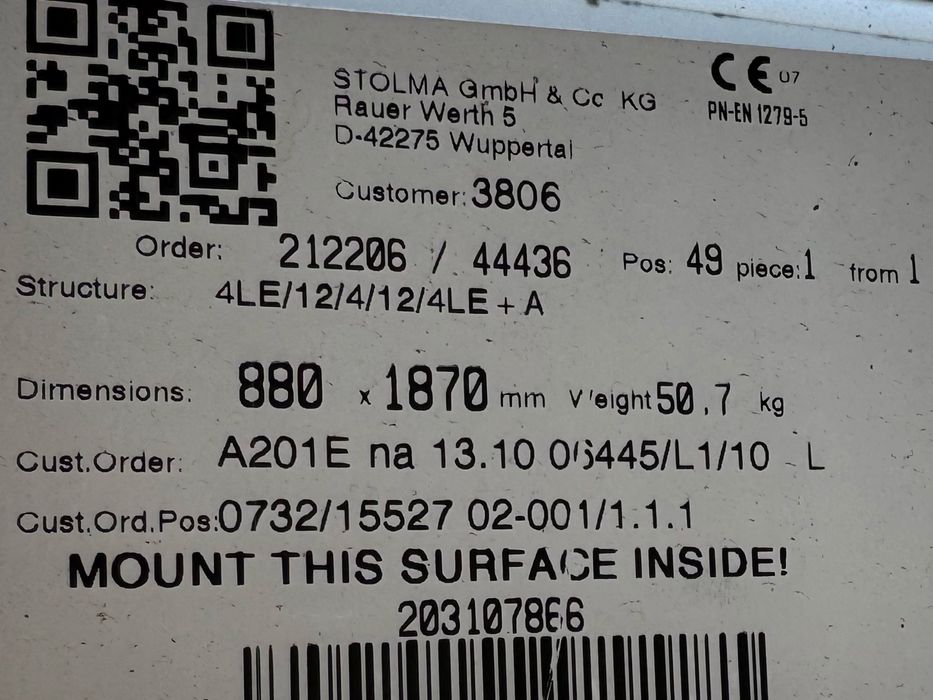 STOLMA GmbH & Co KG
Rauer Werth 5
D-42275 Wuppertal
CE 07
PN-EN 1279-5
Customer: 3806
Order: 212206 / 44436 Pos: 49 piece: 1 from 1
Structure: 4LE/12/4/12/4LE + A
Dimensions: 880 x 1870 mm Weight 50,7 kg
Cust.Order: A201E na 13.10 L
Cust.Ord.Pos: 0732/15527 02-001/1.1.1
MOUNT THIS SURFACE INSIDE!
203107866